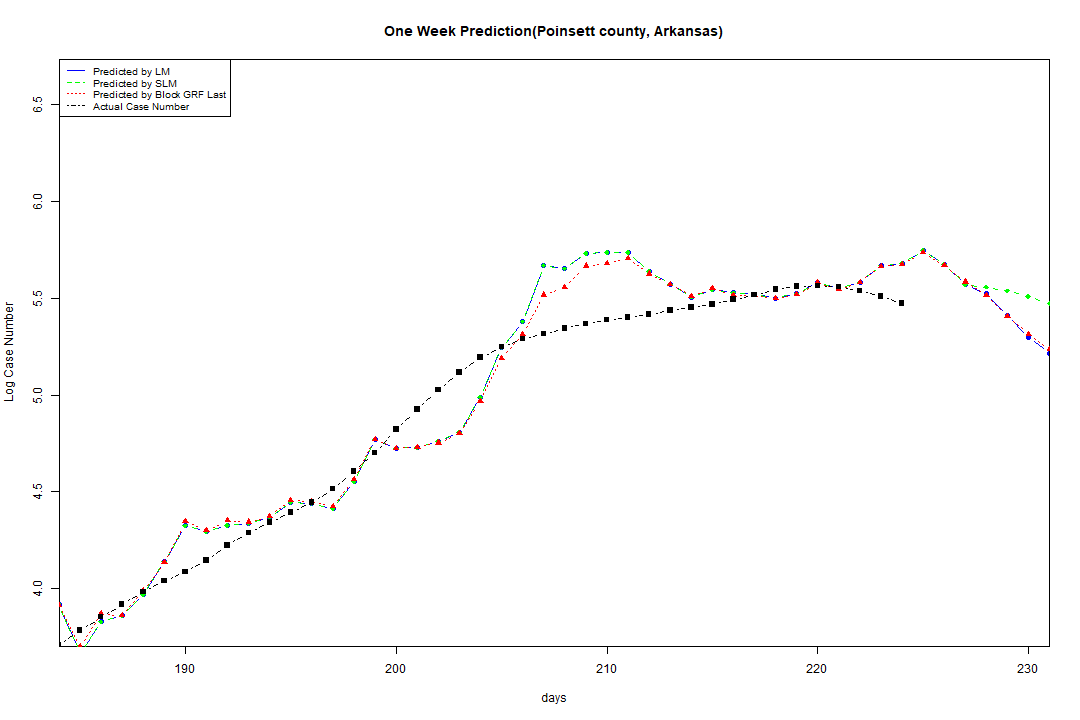 One Week Prediction(Poinsett county, Arkansas)
Predicted by LM
Predicted by SLM
Predicted by Block GRF Last
Actual Case Number
6.5
6.0
5.5
5.0
4.5
4.0
Log Case Number
190 200 210 220 230
days